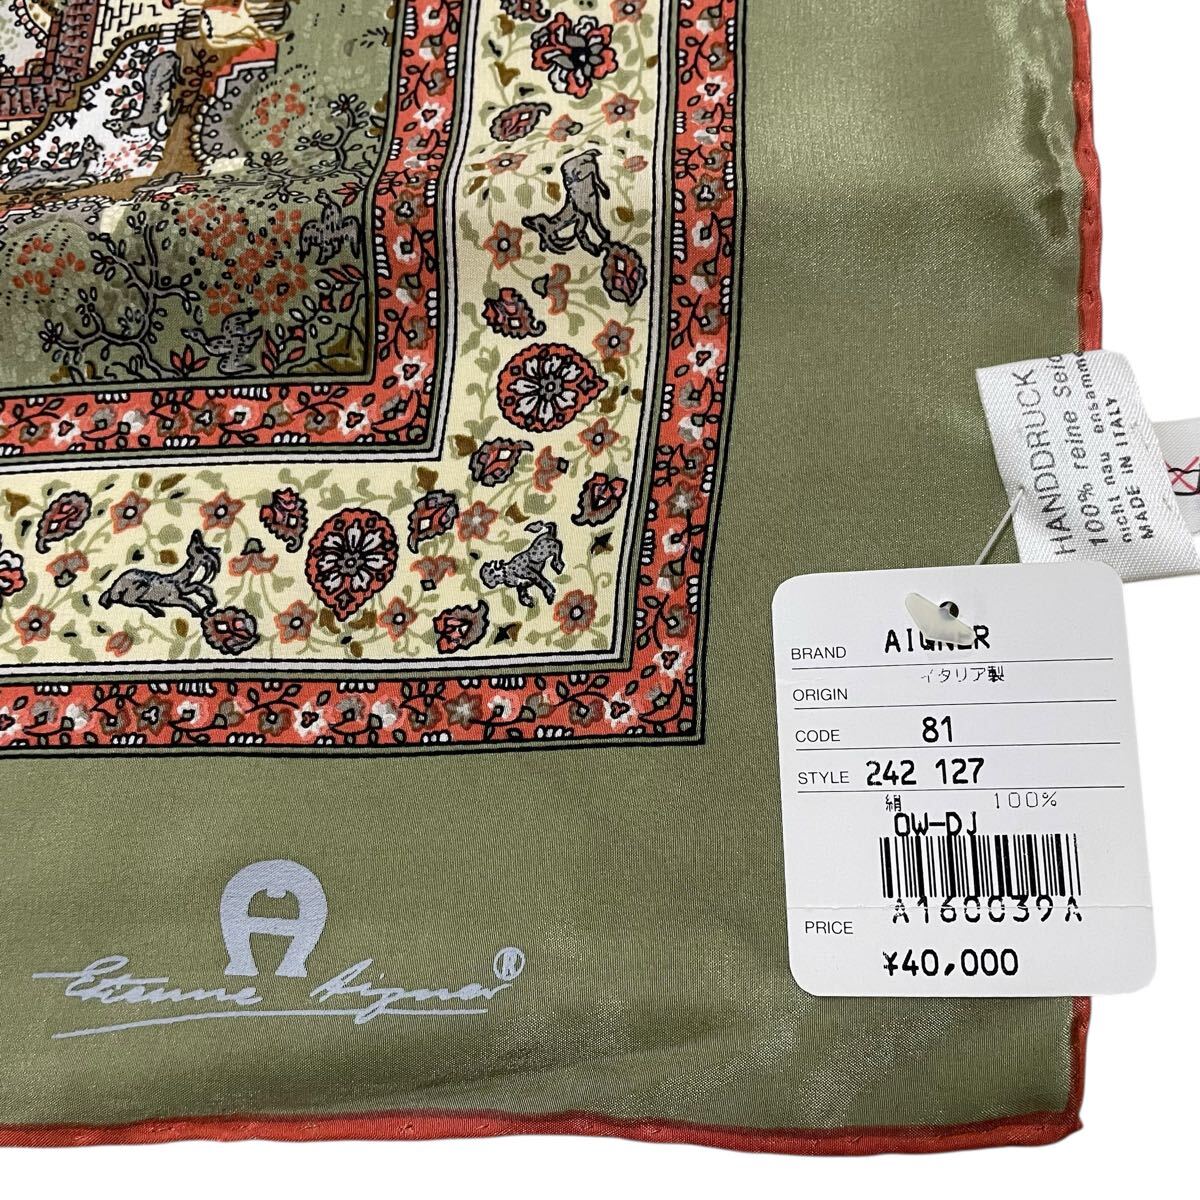 HANDDRUCK
100% reine Seid
nicht nau ensamm
MADE IN ITALY
BRAND AIGNER
イタリア製
ORIGIN
CODE 81
STYLE 242 127
絹 100%
OW-DJ
A160039A
PRICE
¥40,000
A
Etienne Aigner®